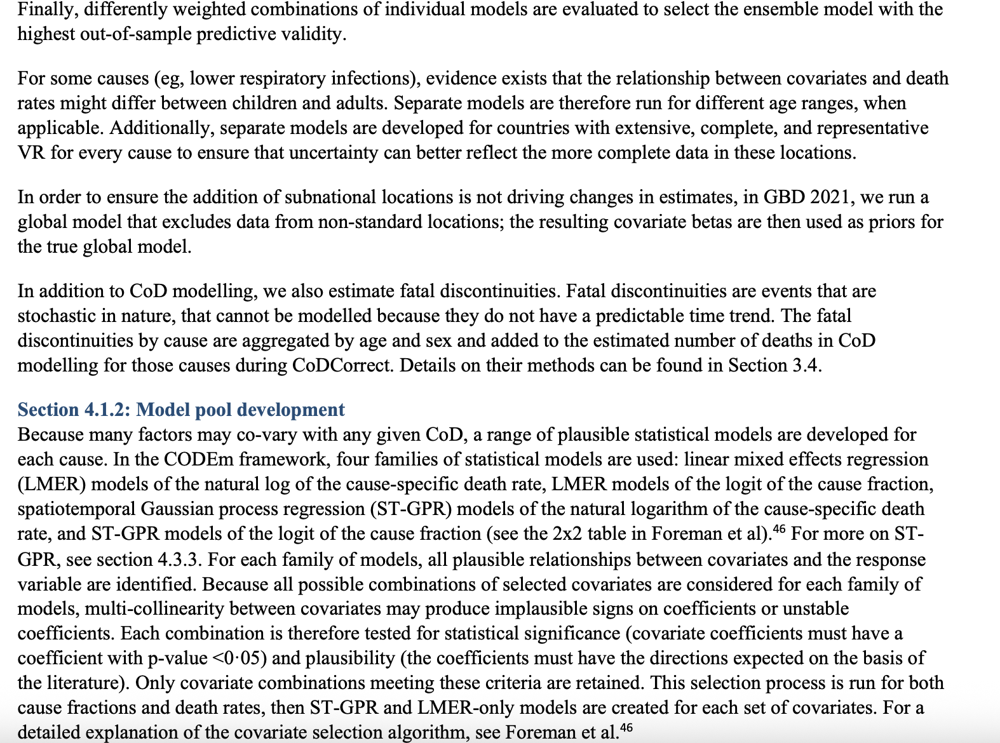 Finally, differently weighted combinations of individual models are evaluated to select the ensemble model with the
highest out-of-sample predictive validity.
For some causes (eg, lower respiratory infections), evidence exists that the relationship between covariates and death
rates might differ between children and adults. Separate models are therefore run for different age ranges, when
applicable. Additionally, separate models are developed for countries with extensive, complete, and representative
VR for every cause to ensure that uncertainty can better reflect the more complete data in these locations.
In order to ensure the addition of subnational locations is not driving changes in estimates, in GBD 2021, we run a
global model that excludes data from non-standard locations; the resulting covariate betas are then used as priors for
the true global model.
In addition to CoD modelling, we also estimate fatal discontinuities. Fatal discontinuities are events that are
stochastic in nature, that cannot be modelled because they do not have a predictable time trend. The fatal
discontinuities by cause are aggregated by age and sex and added to the estimated number of deaths in CoD
modelling for those causes during CoDCorrect. Details on their methods can be found in Section 3.4.
Section 4.1.2: Model pool development
Because many factors may co-vary with any given CoD, a range of plausible statistical models are developed for
each cause. In the CODEm framework, four families of statistical models are used: linear mixed effects regression
(LMER) models of the natural log of the cause-specific death rate, LMER models of the logit of the cause fraction,
spatiotemporal Gaussian process regression (ST-GPR) models of the natural logarithm of the cause-specific death
rate, and ST-GPR models of the logit of the cause fraction (see the 2x2 table in Foreman et al).⁴⁶ For more on ST-
GPR, see section 4.3.3. For each family of models, all plausible relationships between covariates and the response
variable are identified. Because all possible combinations of selected covariates are considered for each family of
models, multi-collinearity between covariates may produce implausible signs on coefficients or unstable
coefficients. Each combination is therefore tested for statistical significance (covariate coefficients must have a
coefficient with p-value <0·05) and plausibility (the coefficients must have the directions expected on the basis of
the literature). Only covariate combinations meeting these criteria are retained. This selection process is run for both
cause fractions and death rates, then ST-GPR and LMER-only models are created for each set of covariates. For a
detailed explanation of the covariate selection algorithm, see Foreman et al.⁴⁶